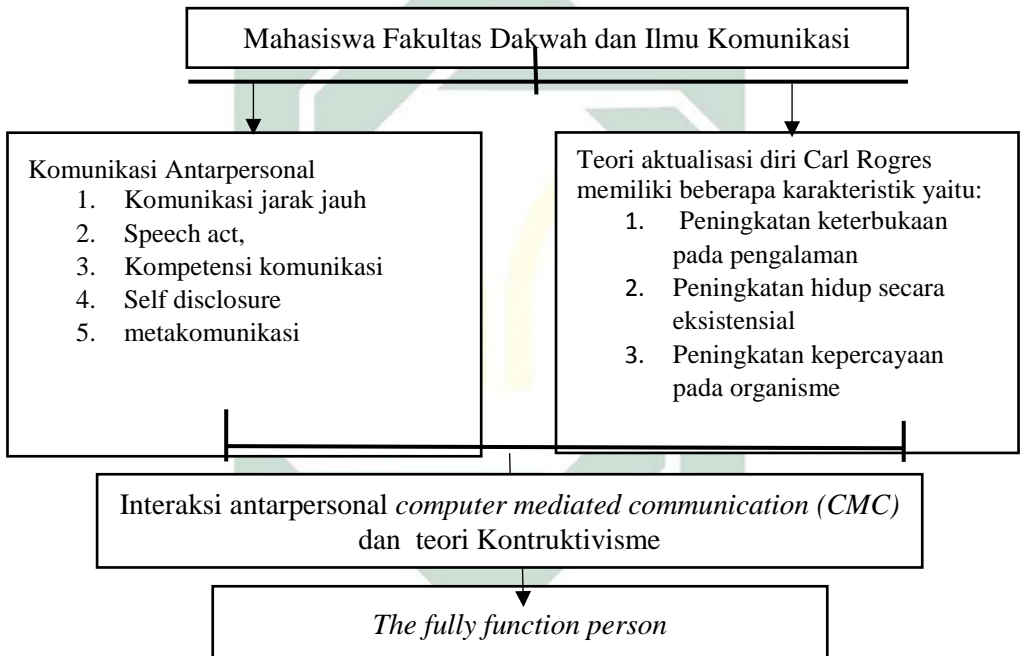 Mahasiswa Fakultas Dakwah dan Ilmu Komunikasi
Komunikasi Antarpersonal
1. Komunikasi jarak jauh
2. Speech act,
3. Kompetensi komunikasi
4. Self disclosure
5. metakomunikasi
Teori aktualisasi diri Carl Rogres
memiliki beberapa karakteristik yaitu:
1. Peningkatan keterbukaan
pada pengalaman
2. Peningkatan hidup secara
eksistensial
3. Peningkatan kepercayaan
pada organisme
Interaksi antarpersonal computer mediated communication (CMC)
dan teori Kontruktivisme
The fully function person